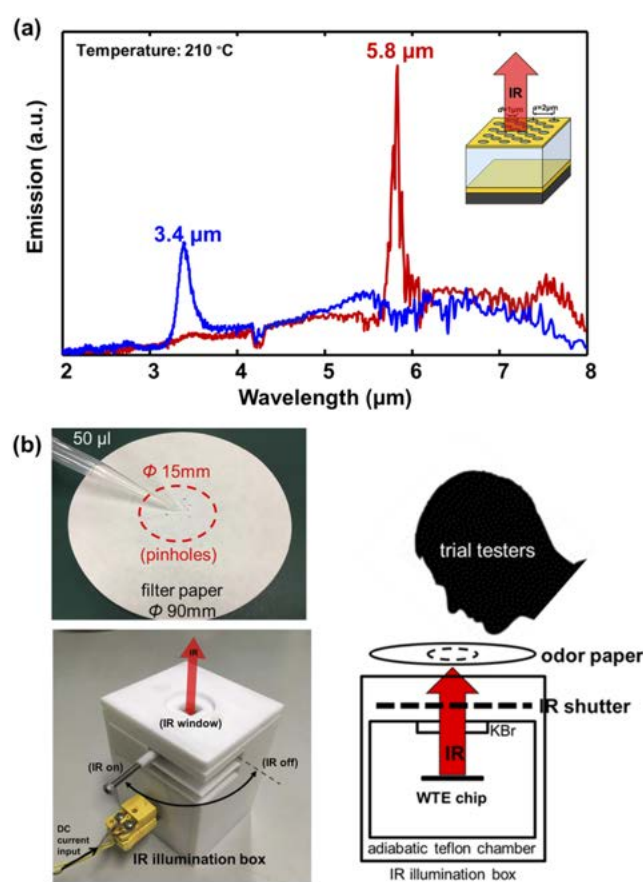 (a)
Temperature: 210 °C
5.8 μm
IR
d=1μm
p=2μm
3.4 μm
Emission (a.u.)
2 3 4 5 6 7 8
Wavelength (μm)
(b)
50 μl
Φ 15mm
(pinholes)
filter paper
Φ 90mm
trial testers
odor paper
IR shutter
KBr
IR
WTE chip
adiabatic teflon chamber
IR illumination box
IR
(IR window)
(IR on)
(IR off)
DC
current
input
IR illumination box